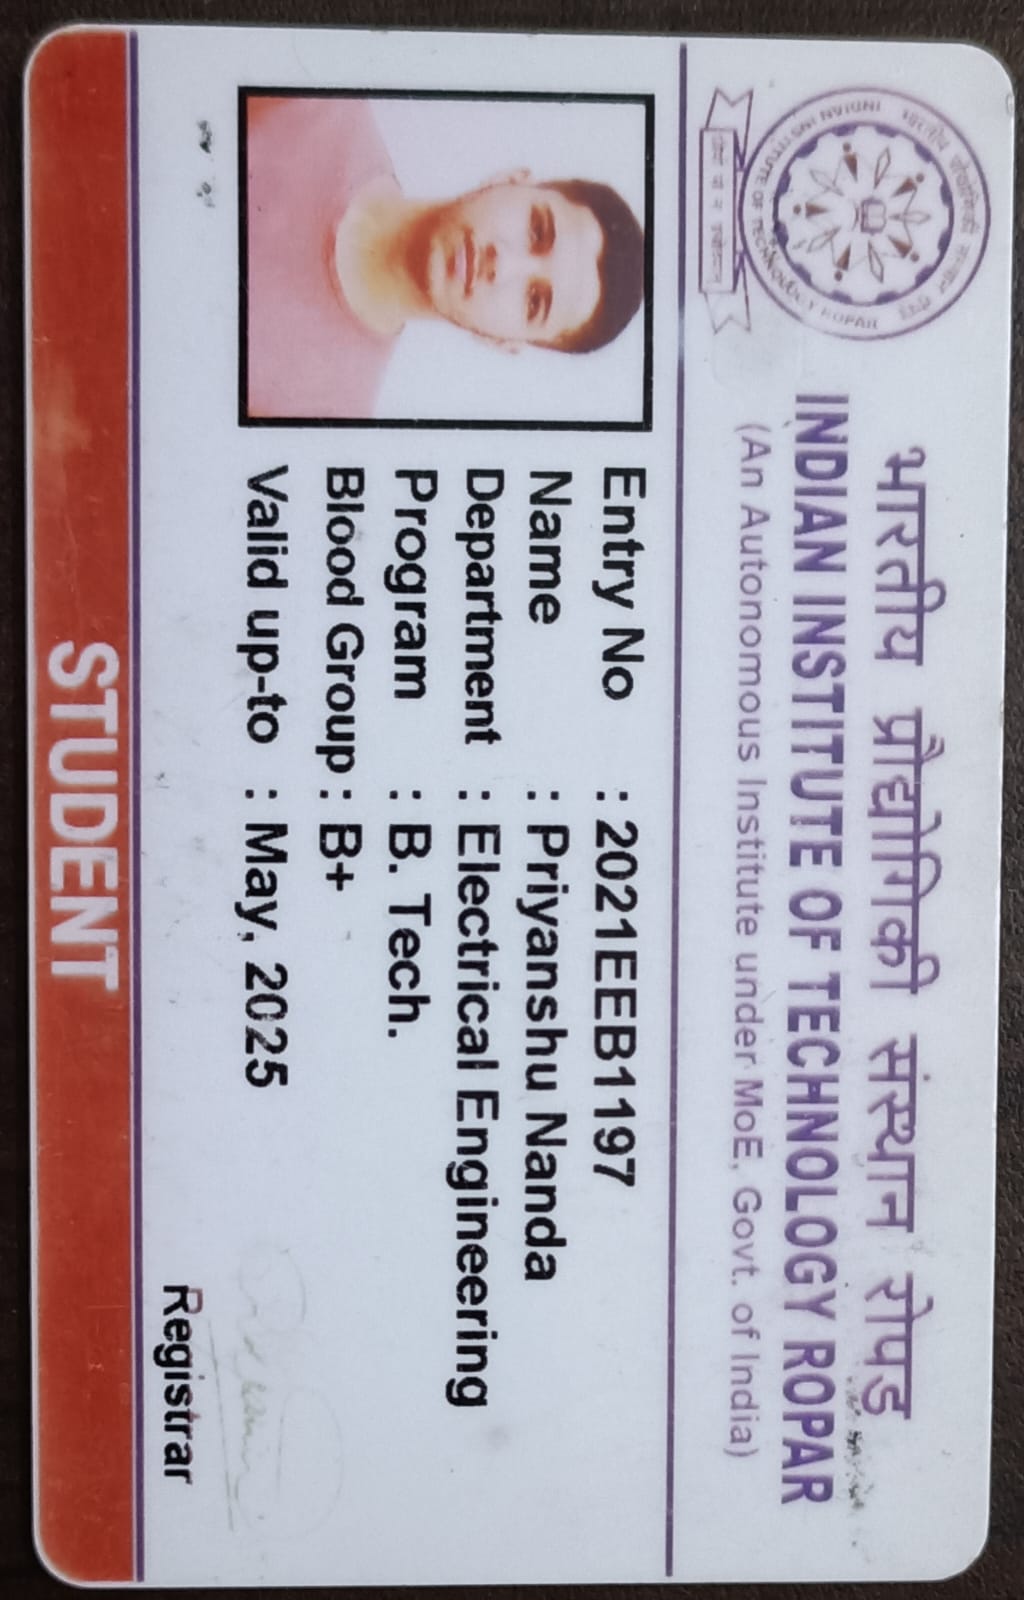 भारतीय प्रौद्योगिकी संस्थान रोपड़
INDIAN INSTITUTE OF TECHNOLOGY ROPAR
(An Autonomous Institute under MoE, Govt. of India)
INDIAN INSTITUTE OF TECHNOLOGY ROPAR
Entry No : 2021EEB1197
Name : Priyanshu Nanda
Department : Electrical Engineering
Program : B. Tech.
Blood Group : B+
Valid up-to : May, 2025
Registrar
STUDENT